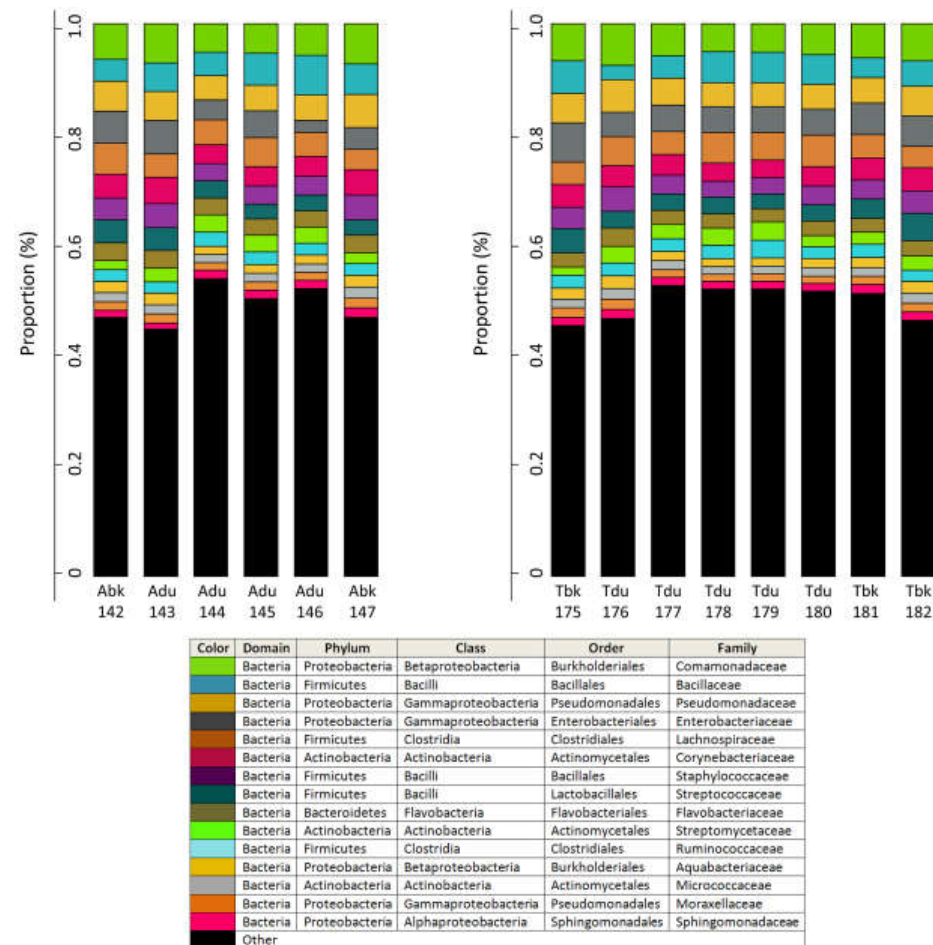 Proportion (%)
0 0.2 0.4 0.6 0.8 1.0
Abk Adu Adu Adu Adu Abk
142 143 144 145 146 147
Proportion (%)
0 0.2 0.4 0.6 0.8 1.0
Tbk Tdu Tdu Tdu Tdu Tdu Tbk Tbk
175 176 177 178 179 180 181 182
Color Domain Phylum Class Order Family
Bacteria Proteobacteria Betaproteobacteria Burkholderiales Comamonadaceae
Bacteria Firmicutes Bacilli Bacillales Bacillaceae
Bacteria Proteobacteria Gammaproteobacteria Pseudomonadales Pseudomonadaceae
Bacteria Proteobacteria Gammaproteobacteria Enterobacteriales Enterobacteriaceae
Bacteria Firmicutes Clostridia Clostridiales Lachnospiraceae
Bacteria Actinobacteria Actinobacteria Actinomycetales Corynebacteriaceae
Bacteria Firmicutes Bacilli Bacillales Staphylococcaceae
Bacteria Firmicutes Bacilli Lactobacillales Streptococcaceae
Bacteria Bacteroidetes Flavobacteria Flavobacteriales Flavobacteriaceae
Bacteria Actinobacteria Actinobacteria Actinomycetales Streptomycetaceae
Bacteria Firmicutes Clostridia Clostridiales Ruminococcaceae
Bacteria Proteobacteria Betaproteobacteria Burkholderiales Aquabacteriaceae
Bacteria Actinobacteria Actinobacteria Actinomycetales Micrococcaceae
Bacteria Proteobacteria Gammaproteobacteria Pseudomonadales Moraxellaceae
Bacteria Proteobacteria Alphaproteobacteria Sphingomonadales Sphingomonadaceae
Other